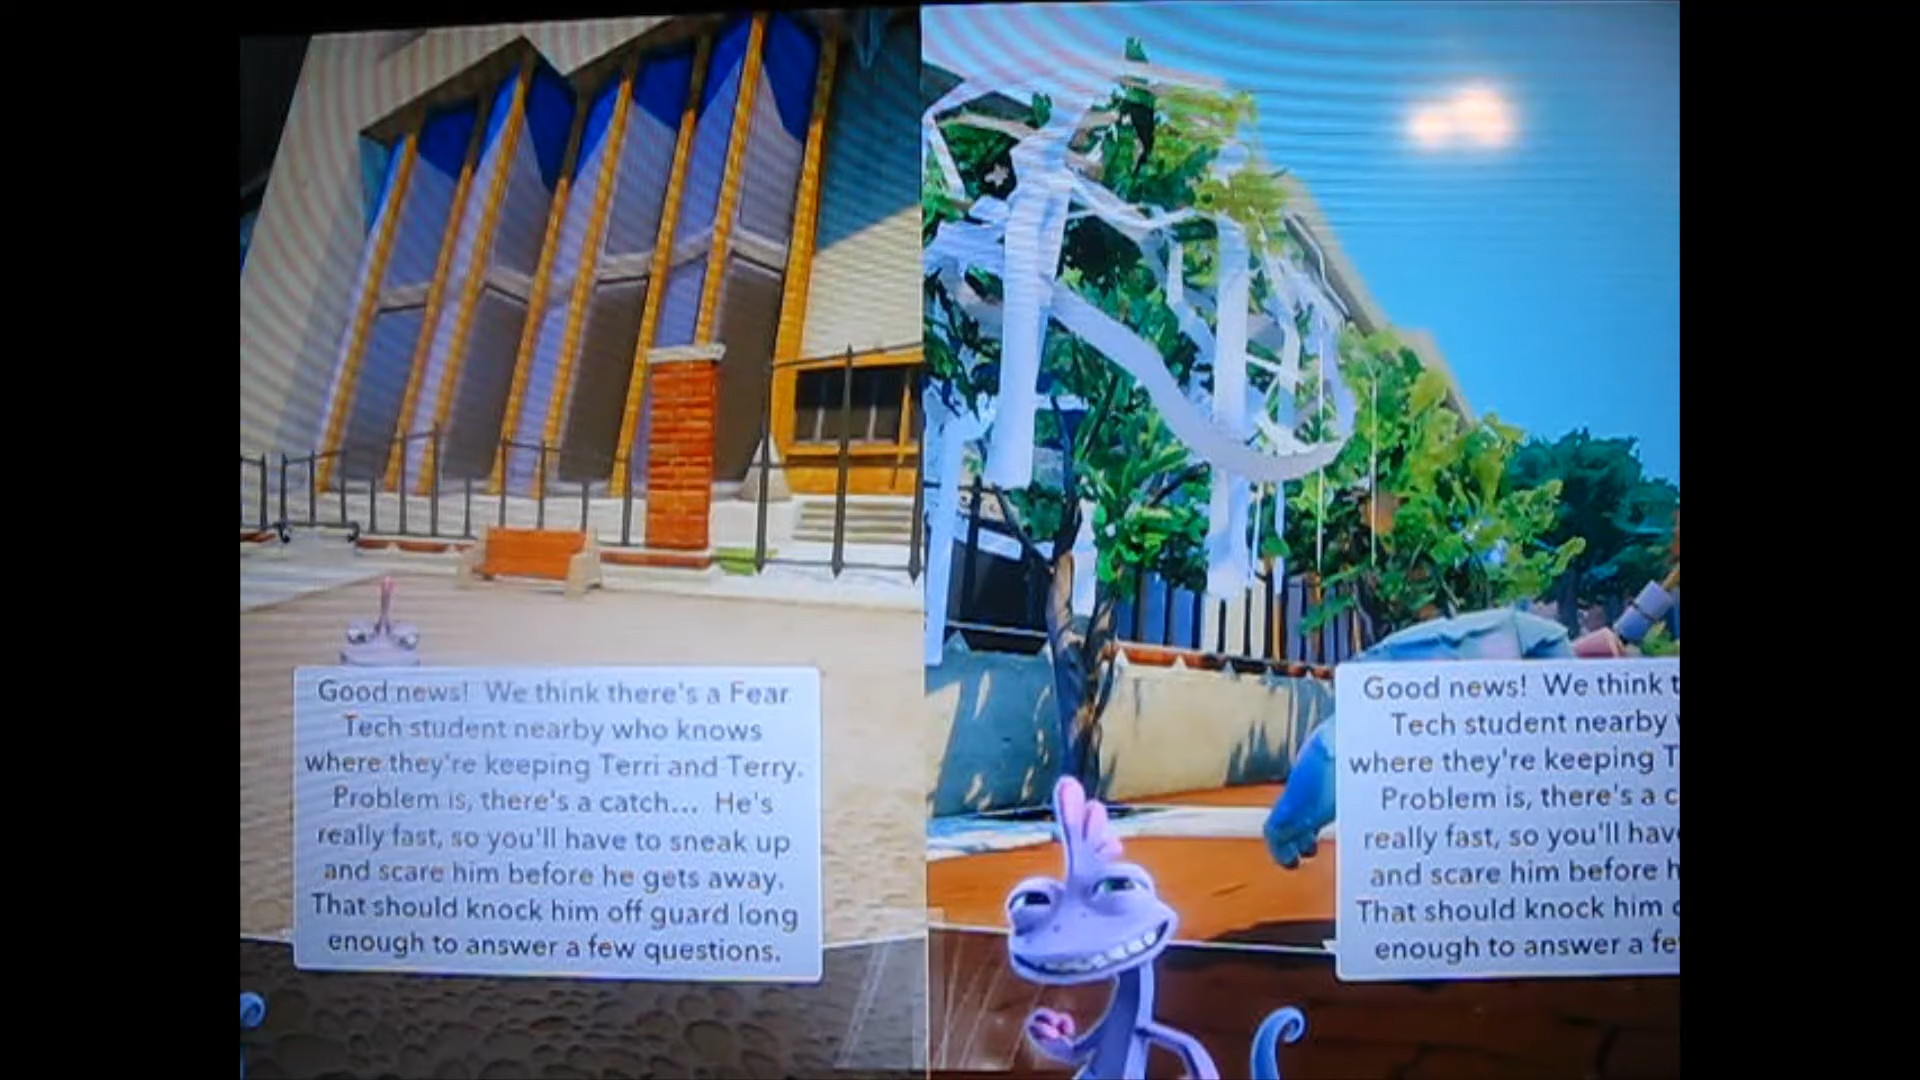 Good news! We think there's a Fear
Tech student nearby who knows
where they're keeping Terri and Terry.
Problem is, there's a catch... He's
really fast, so you'll have to sneak up
and scare him before he gets away.
That should knock him off guard long
enough to answer a few questions.
Good news! We think t
Tech student nearby
where they're keeping T
Problem is, there's a c
really fast, so you'll hav
and scare him before h
That should knock him
enough to answer a fe